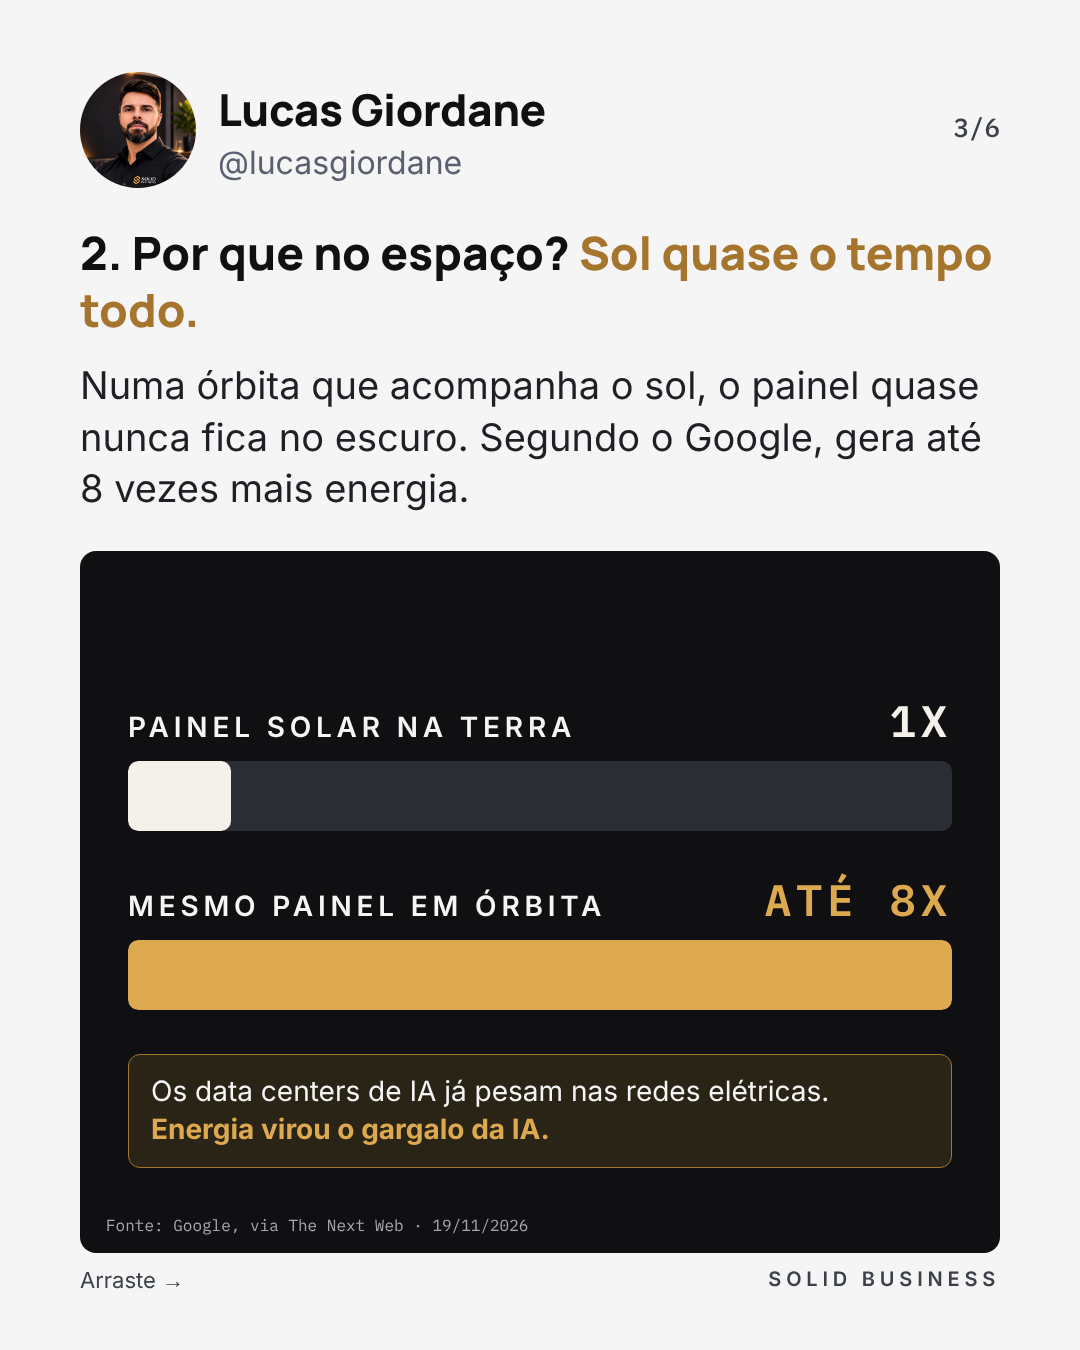 Lucas Giordane
@lucasgiordane
3/6
2. Por que no espaço? Sol quase o tempo
todo.
Numa órbita que acompanha o sol, o painel quase
nunca fica no escuro. Segundo o Google, gera até
8 vezes mais energia.
PAINEL SOLAR NA TERRA
1X
MESMO PAINEL EM ÓRBITA
ATÉ 8X
Os data centers de IA já pesam nas redes elétricas.
Energia virou o gargalo da IA.
Fonte: Google, via The Next Web · 19/11/2026
Arraste →
SOLID BUSINESS